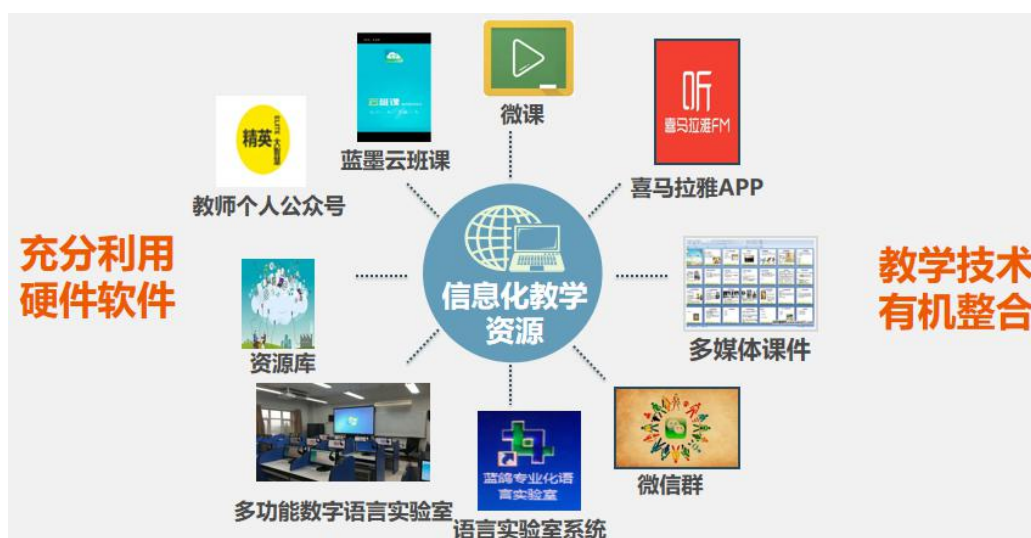 微课
云班课
蓝墨云班课
听
喜马拉雅FM
喜马拉雅APP
精英
大智慧
教师个人公众号
充分利用
硬件软件
信息化教学
资源
教学技术
有机整合
资源库
多媒体课件
多功能数字语言实验室
蓝鸽专业化语
言实验室
语言实验室系统
微信群